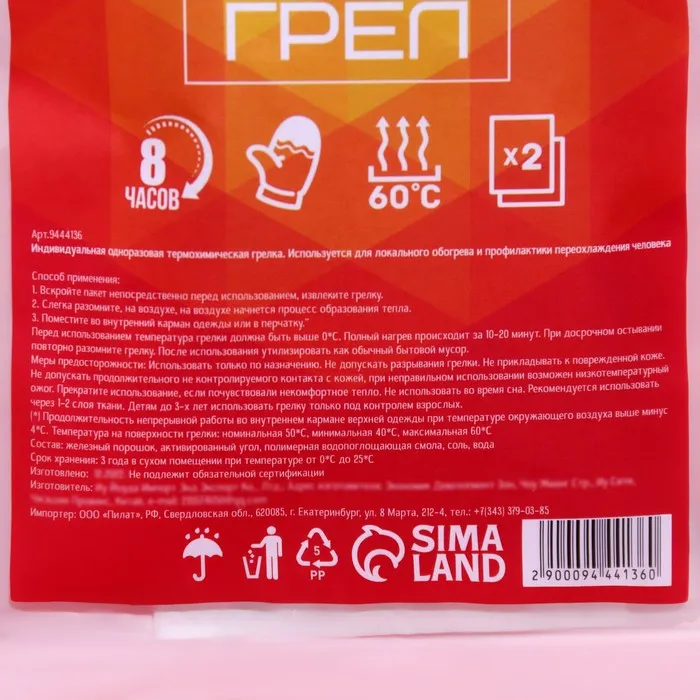 ГРЕЛ
8
ЧАСОВ
60°C
x2
Арт.9444136
Индивидуальная одноразовая термохимическая грелка. Используется для локального обогрева и профилактики переохлаждения человека
Способ применения:
1. Вскройте пакет непосредственно перед использованием, извлеките грелку.
2. Слегка разомните, на воздухе, на воздухе начнется процесс образования тепла.
3. Поместите во внутренний карман одежды или в перчатку.*
Перед использованием температура грелки должна быть выше 0°С. Полный нагрев происходит за 10-20 минут. При досрочном остывании
повторно разомните грелку. После использования утилизировать как обычный бытовой мусор.
Меры предосторожности: Использовать только по назначению. Не допускать разрывания грелки. Не прикладывать к поврежденной коже.
Не допускать продолжительного не контролируемого контакта с кожей, при неправильном использовании возможен низкотемпературный
ожог. Прекратите использование, если почувствовали некомфортное тепло. Не использовать во время сна. Рекомендуется использовать
через 1-2 слоя ткани. Детям до 3-х лет использовать грелку только под контролем взрослых.
(*) Продолжительность непрерывной работы во внутреннем кармане верхней одежды при температуре окружающего воздуха выше минус
4°С. Температура на поверхности грелки: номинальная 50°С, минимальная 40°С, максимальная 60°С
Состав: железный порошок, активированный уголь, полимерная водопоглощающая смола, соль, вода
Срок хранения: 3 года в сухом помещении при температуре от 0°С до 25°С
Изготовлено: Не подлежит обязательной сертификации
Изготовитель:
Импортер: ООО «Пилат», РФ, Свердловская обл., 620085, г. Екатеринбург, ул. 8 Марта, 212-4, тел.: +7(343) 379-03-85
5
PP
SIMA
LAND
2 900094 441360